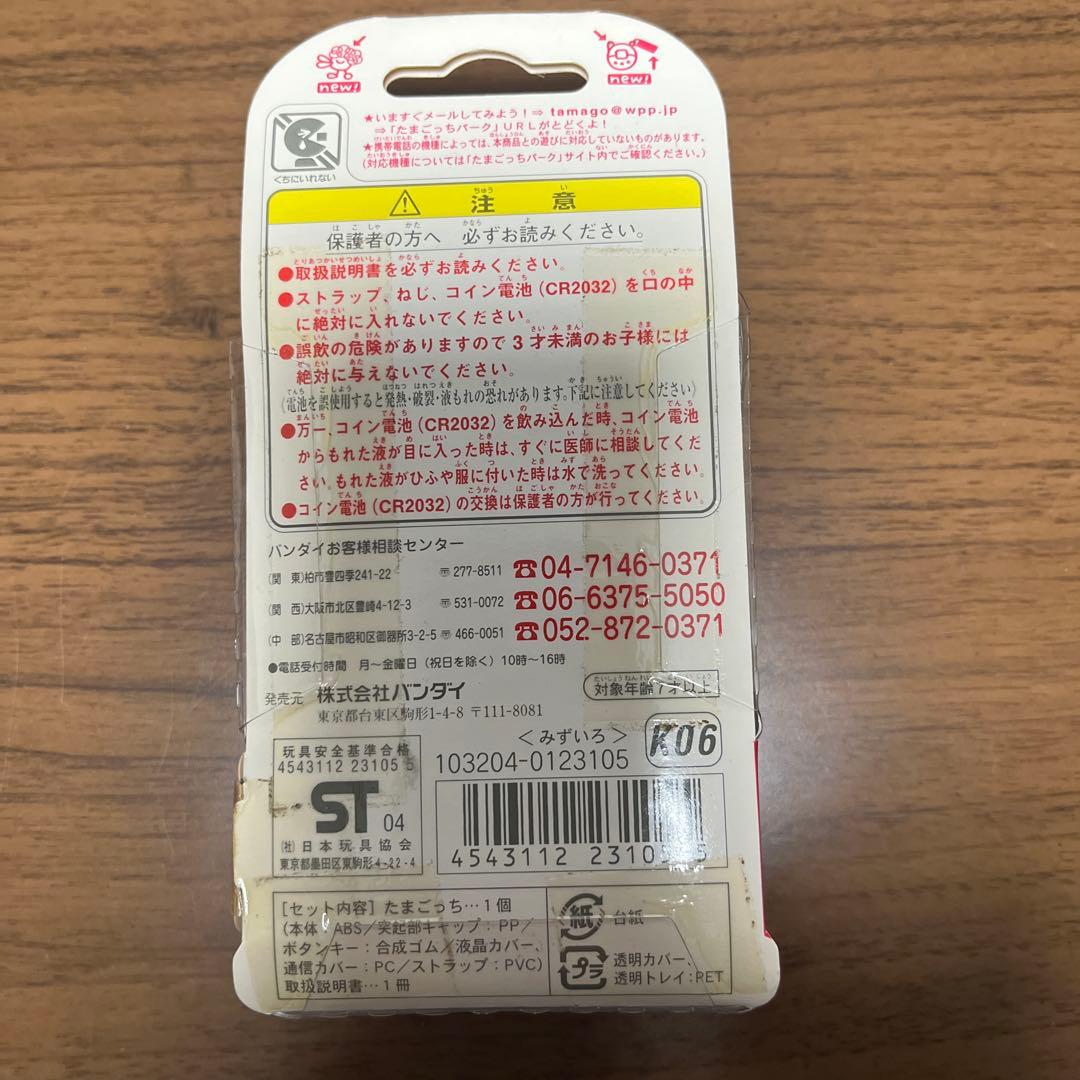 new!
new!
★いますぐメールしてみよう！⇒ tamago@wpp.jp
⇒「たまごっちパーク」URLがとどくよ！
★携帯電話の機種によっては、本商品との遊びに対応していないものがあります。
(対応機種については「たまごっちパーク」サイト内でご確認ください。)
くちにいれない
注意
保護者の方へ 必ずお読みください。
●取扱説明書を必ずお読みください。
●ストラップ、ねじ、コイン電池(CR2032)を口の中
に絶対に入れないでください。
●誤飲の危険がありますので3才未満のお子様には
絶対に与えないでください。
(電池を誤使用すると発熱・破裂・液もれの恐れがあります。下記に注意してください)
●万一、コイン電池(CR2032)を飲み込んだ時、コイン電池
からもれた液が目に入った時は、すぐに医師に相談してくだ
さい。もれた液がひふや服に付いた時は水で洗ってください。
●コイン電池(CR2032)の交換は保護者の方が行ってください。
バンダイお客様相談センター
(関 東)柏市豊四季241-22 〒277-8511 ☎04-7146-0371
(関 西)大阪市北区豊崎4-12-3 〒531-0072 ☎06-6375-5050
(中 部)名古屋市昭和区御器所3-2-5 〒466-0051 ☎052-872-0371
●電話受付時間 月～金曜日(祝日を除く)10時～16時
発売元 株式会社バンダイ
東京都台東区駒形1-4-8 〒111-8081
対象年齢7才以上
<みずいろ>
K06
103204-0123105
玩具安全基準合格
4543112 23105 5
ST 04
(社)日本玩具協会
東京都墨田区東駒形4-22-4
4543112 231055
[セット内容]たまごっち…1個
(本体：ABS／突起部キャップ：PP／
ボタンキー：合成ゴム／液晶カバー、
通信カバー：PC／ストラップ：PVC)
取扱説明書…1冊
紙 台紙
プラ 透明カバー、
透明トレイ：PET